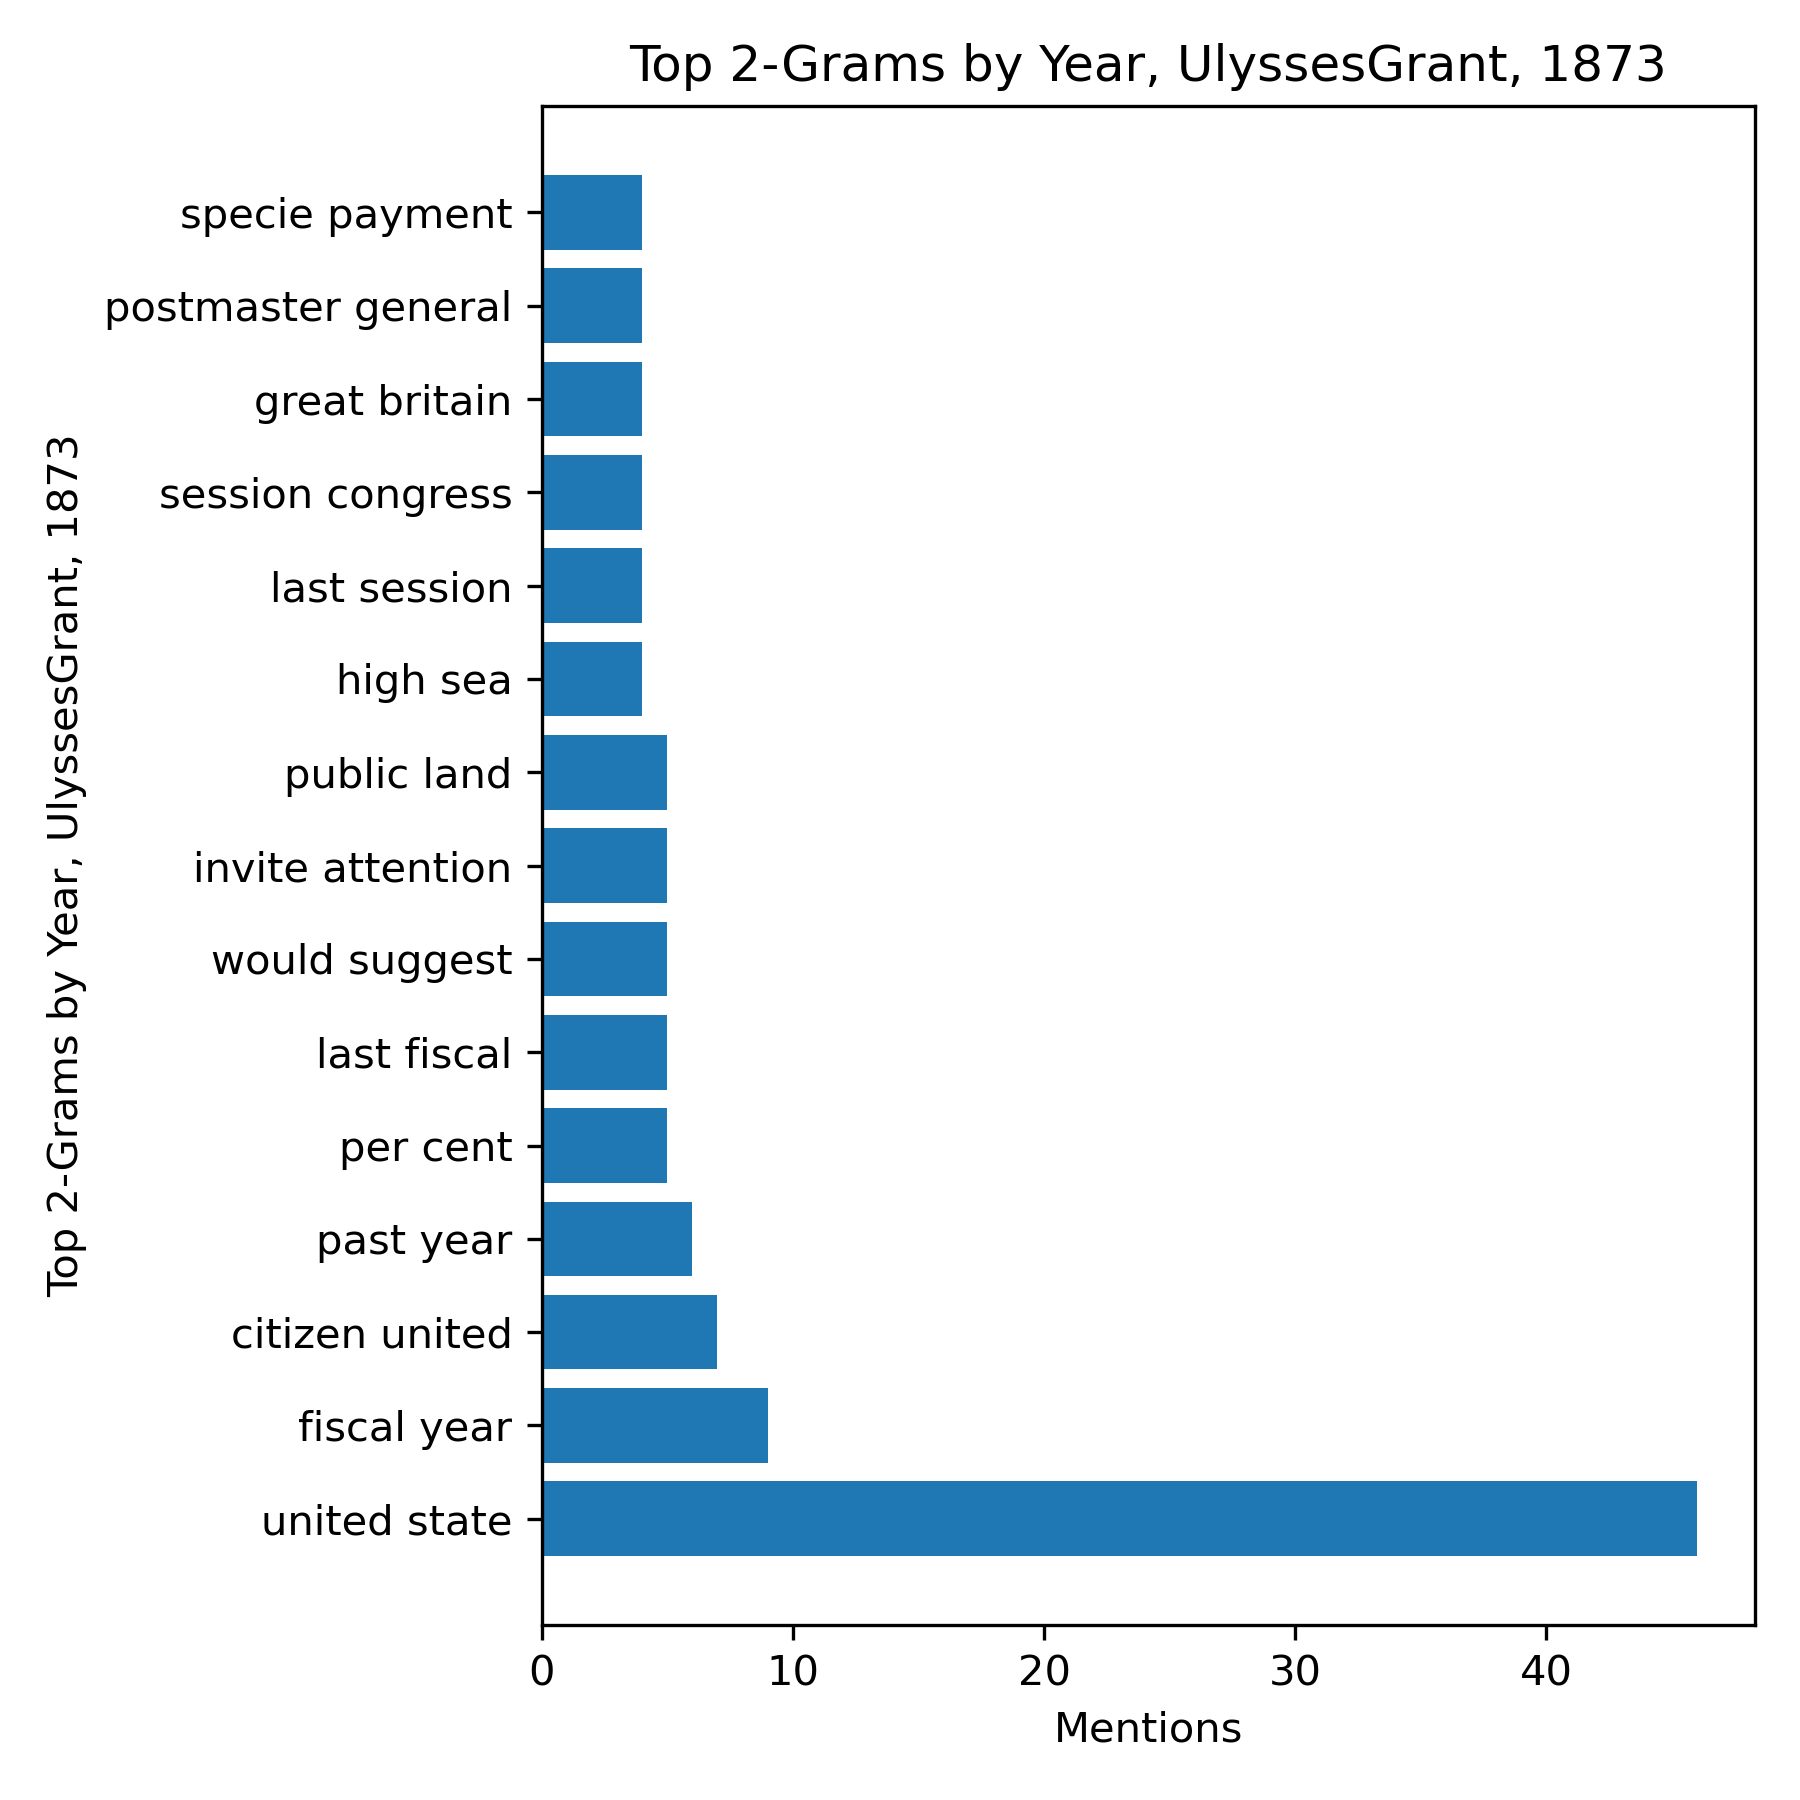 Top 2-Grams by Year, UlyssesGrant, 1873
Top 2-Grams by Year, UlyssesGrant, 1873
specie payment
postmaster general
great britain
session congress
last session
high sea
public land
invite attention
would suggest
last fiscal
per cent
past year
citizen united
fiscal year
united state
0 10 20 30 40
Mentions